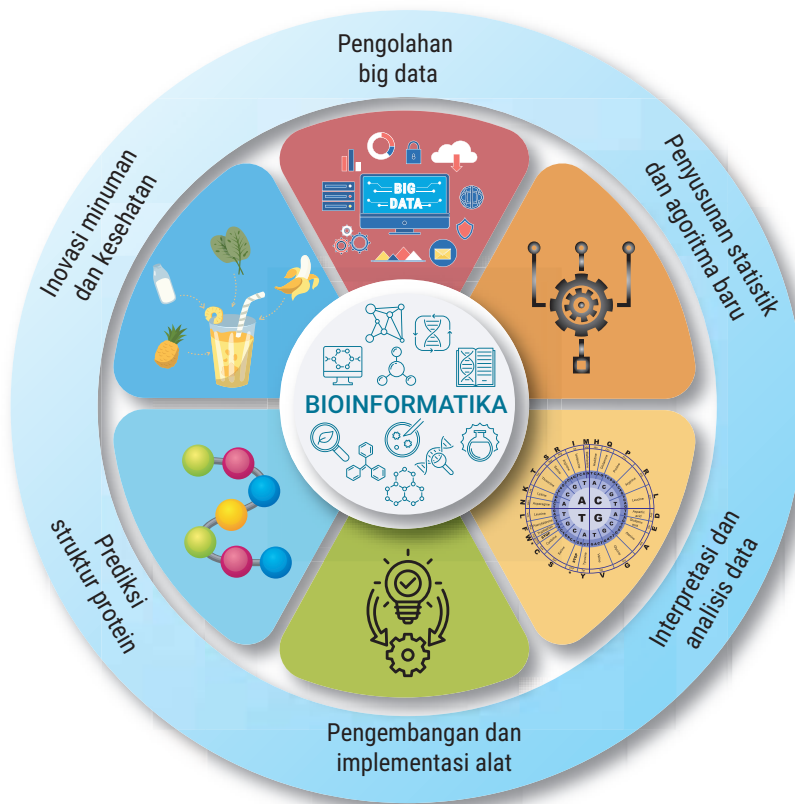 Pengolahan
big data
Penyusunan statistik
dan agoritma baru
Interpretasi dan
analisis data
Pengembangan dan
implementasi alat
Prediksi
struktur protein
Inovasi minuman
dan kesehatan
BIG
DATA
BIOINFORMATIKA
A C
T G